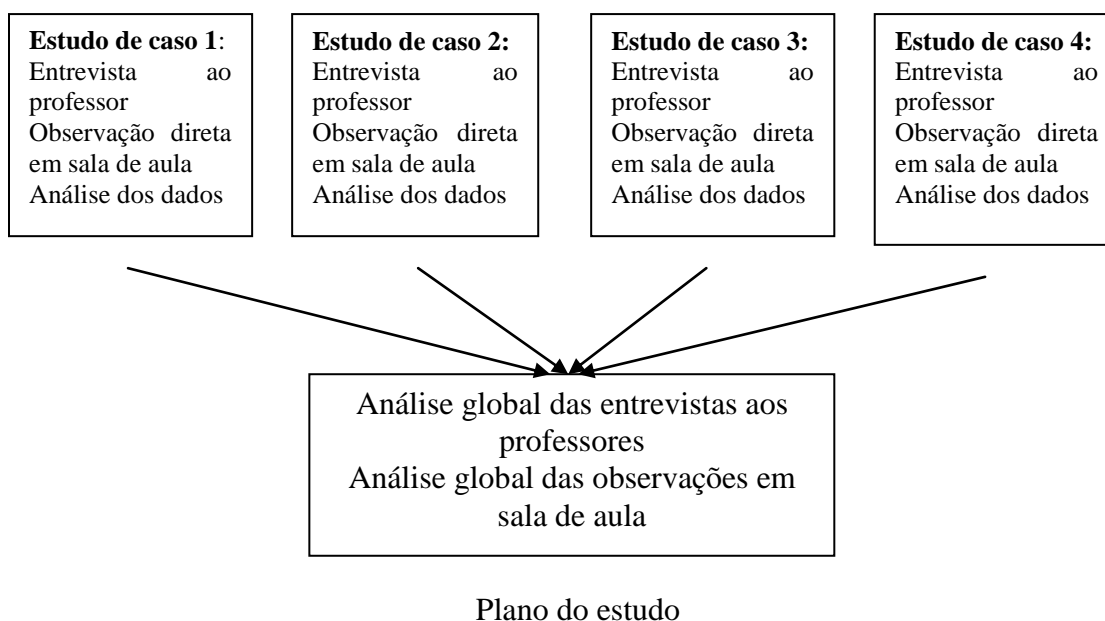 Estudo de caso 1:
Entrevista ao
professor
Observação direta
em sala de aula
Análise dos dados
Estudo de caso 2:
Entrevista ao
professor
Observação direta
em sala de aula
Análise dos dados
Estudo de caso 3:
Entrevista ao
professor
Observação direta
em sala de aula
Análise dos dados
Estudo de caso 4:
Entrevista ao
professor
Observação direta
em sala de aula
Análise dos dados
Análise global das entrevistas aos
professores
Análise global das observações em
sala de aula
Plano do estudo